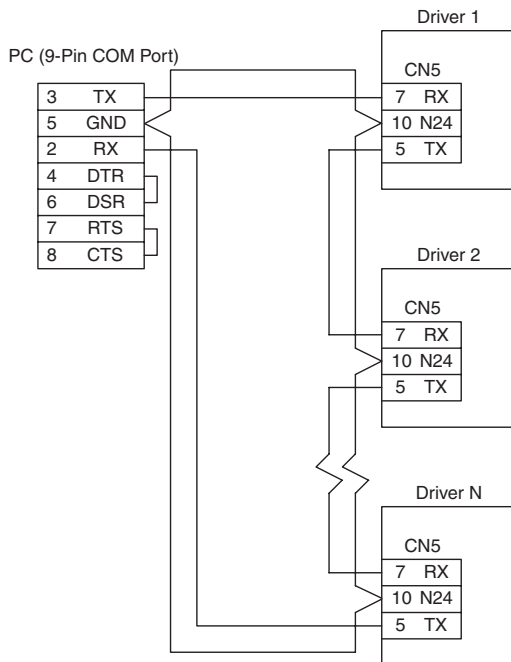 PC (9-Pin COM Port)
3 TX
5 GND
2 RX
4 DTR
6 DSR
7 RTS
8 CTS
Driver 1
CN5
7 RX
10 N24
5 TX
Driver 2
CN5
7 RX
10 N24
5 TX
Driver N
CN5
7 RX
10 N24
5 TX